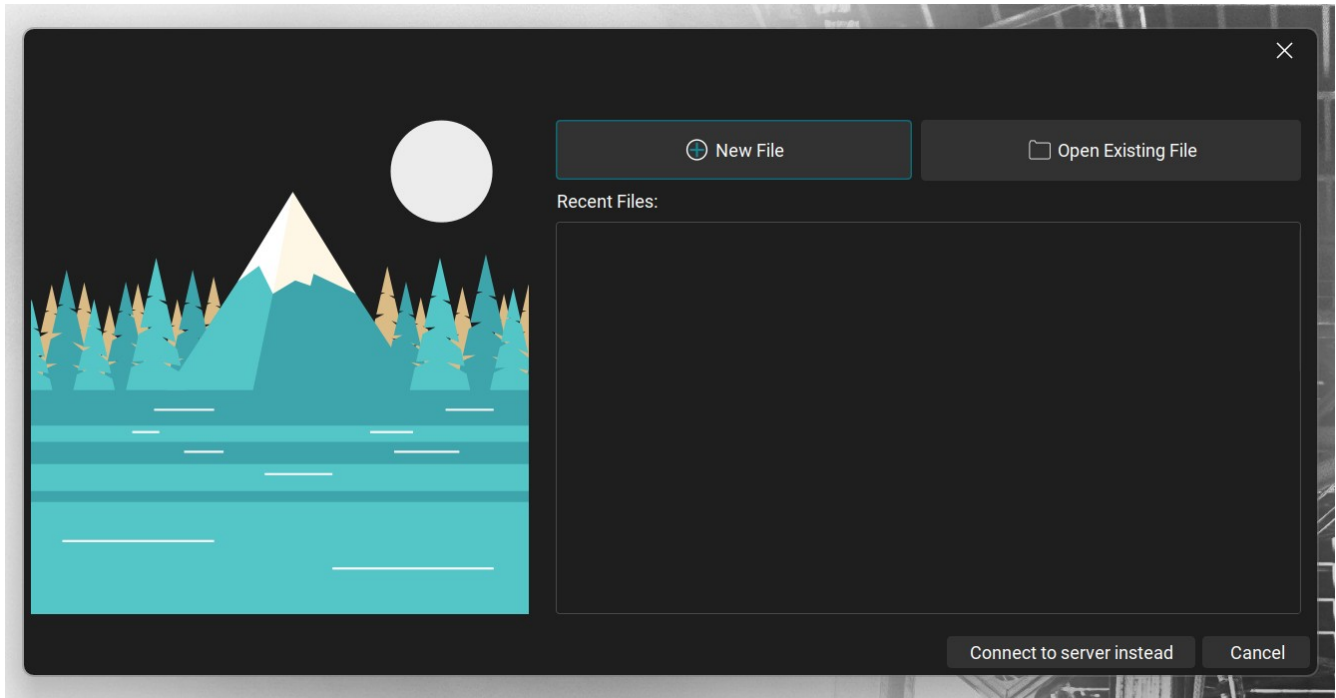 New File
Open Existing File
Recent Files:
Connect to server instead
Cancel